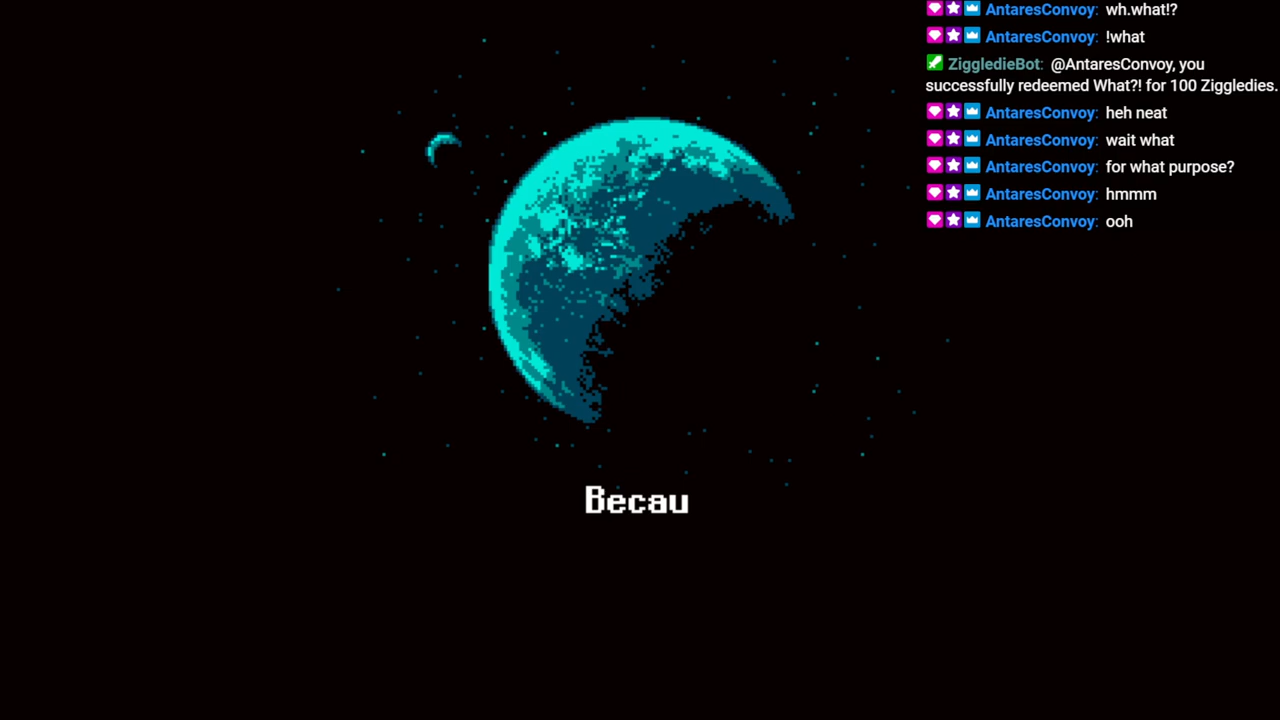 AntaresConvoy: wh.what!?
AntaresConvoy: !what
ZiggledieBot: @AntaresConvoy, you
successfully redeemed What?! for 100 Ziggledies.
AntaresConvoy: heh neat
AntaresConvoy: wait what
AntaresConvoy: for what purpose?
AntaresConvoy: hmmm
AntaresConvoy: ooh
Becau